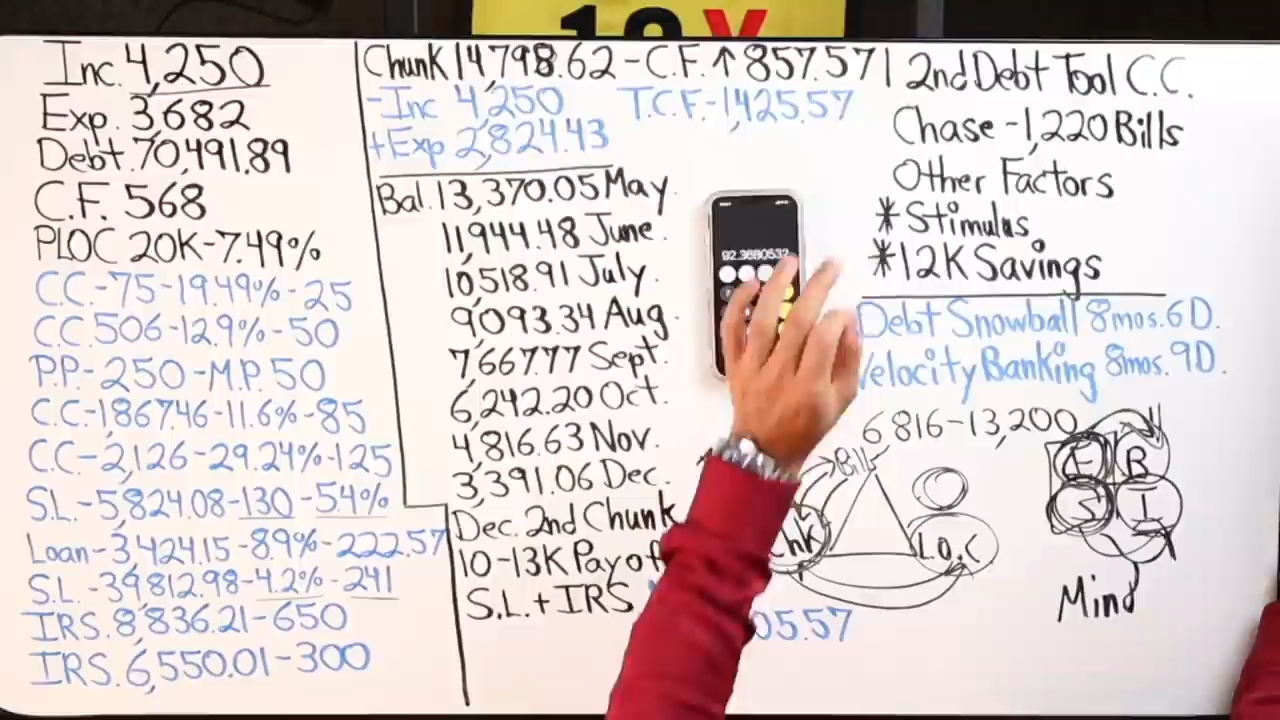 Inc. 4,250
Exp. 3,682
Debt. 70,491.89
C.F. 568
PLOC 20K-7.49%
C.C.-75-19.49%-25
C.C. 506-12.9%-50
P.P.-250-M.P. 50
C.C-1,867.46-11.6%-85
C.C-2,126-29.24%-125
S.L.-5,824.08-130-5.4%
Loan-3,424.15-8.9%-222.57
S.L.-39,812.98-4.2%-241
IRS. 8,836.21-650
IRS. 6,550.01-300
Chunk 14,798.62-C.F.↑857.57
-Inc 4,250 T.C.F.-1,425.57
+Exp 2,824.43
Bal. 13,370.05 May
11,944.48 June
10,518.91 July
9,093.34 Aug.
7,667.77 Sept.
6,242.20 Oct.
4,816.63 Nov.
3,391.06 Dec.
Dec. 2nd Chunk
10-13K Payoff
S.L.+IRS
05.57
2nd Debt Tool C.C.
Chase-1,220 Bills
Other Factors
*Stimulus
*12K Savings
Debt Snowball 8mos. 6D.
Velocity Banking 8mos. 9D.
6,816-13,200
Bills
ChK
L.O.C
E B
S I
Mind